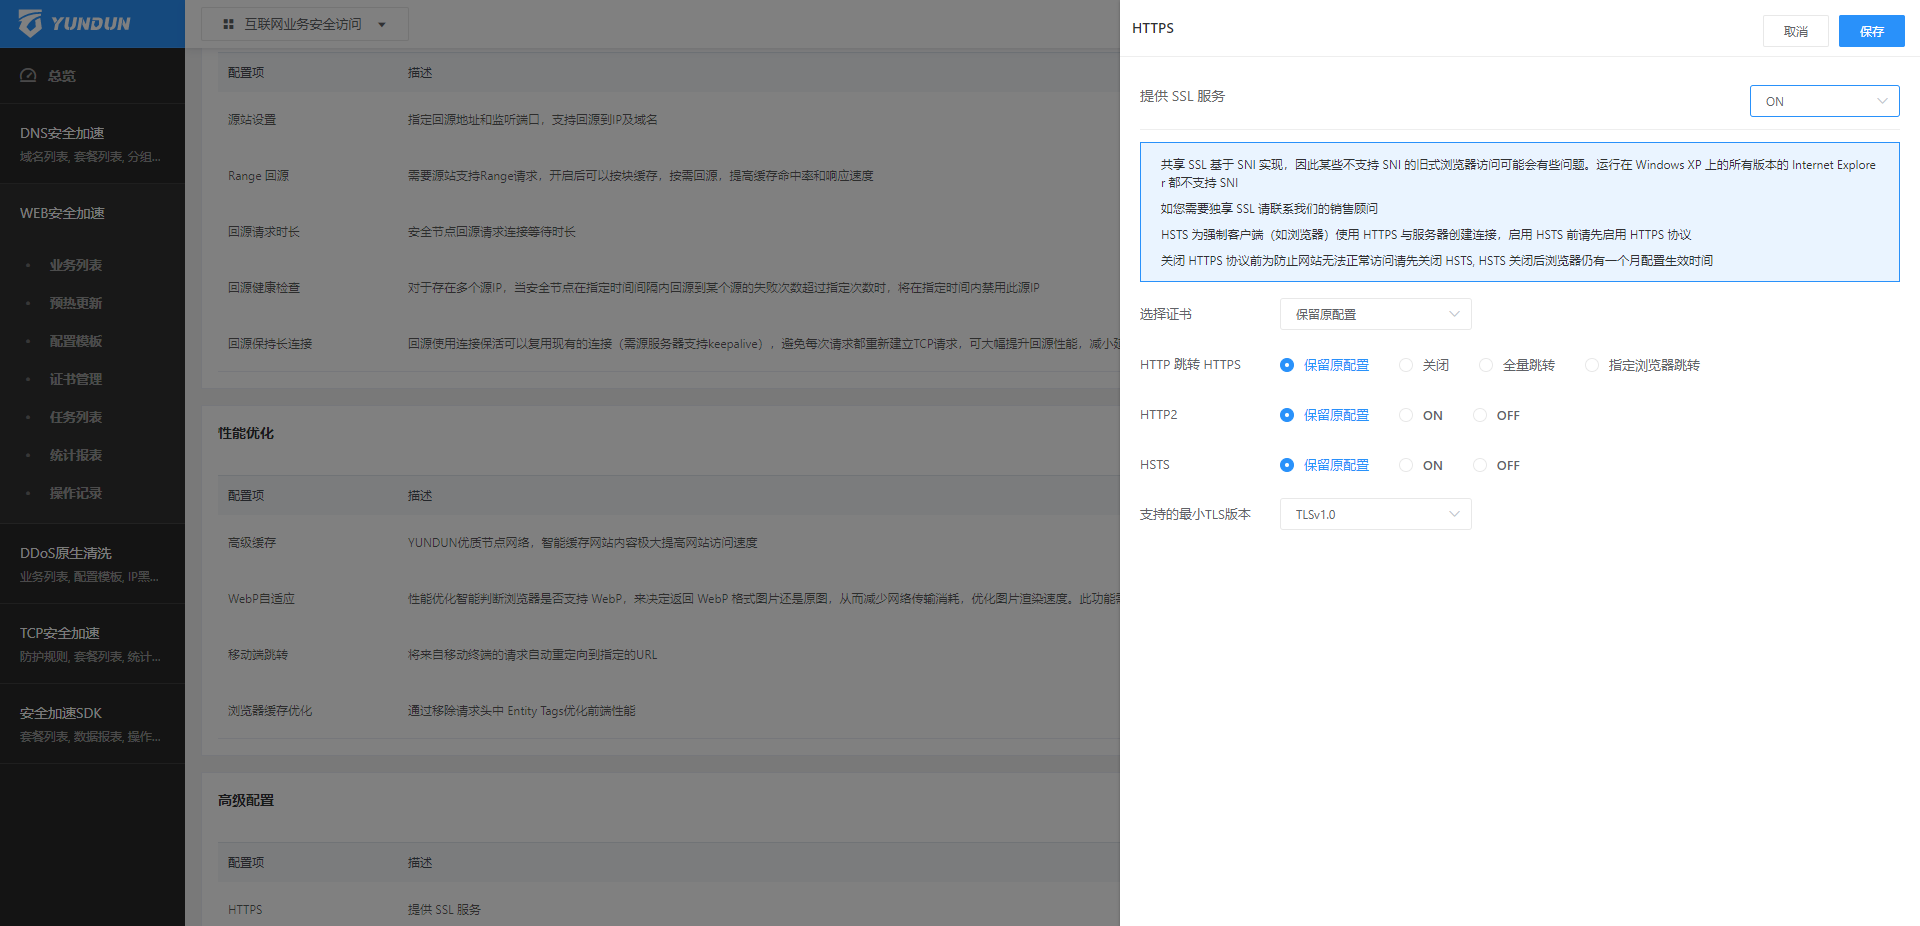 YUNDUN
总览
DNS安全加速
域名列表, 套餐列表, 分组...
WEB安全加速
业务列表
预热更新
配置模板
证书管理
任务列表
统计报表
操作记录
DDoS原生清洗
业务列表, 配置模板, IP黑...
TCP安全加速
防护规则, 套餐列表, 统计...
安全加速SDK
套餐列表, 数据报表, 操作...
互联网业务安全访问
配置项 描述
源站设置 指定回源地址和监听端口，支持回源到IP及域名
Range 回源 需要源站支持Range请求，开启后可以按块缓存，按需回源，提高缓存命中率和响应速度
回源请求时长 安全节点回源请求连接等待时长
回源健康检查 对于存在多个源IP，当安全节点在指定时间间隔内回源到某个源的失败次数超过指定次数时，将在指定时间内禁用此源IP
回源保持长连接 回源使用连接保活可以复用现有的连接（需源服务器支持keepalive），避免每次请求都重新建立TCP请求，可大幅提升回源性能，减小
性能优化
配置项 描述
高级缓存 YUNDUN优质节点网络，智能缓存网站内容极大提高网站访问速度
WebP自适应 性能优化智能判断浏览器是否支持 WebP，来决定返回 WebP 格式图片还是原图，从而减少网络传输消耗，优化图片渲染速度。此功能
移动端跳转 将来自移动终端的请求自动重定向到指定的URL
浏览器缓存优化 通过移除请求头中 Entity Tags优化前端性能
高级配置
配置项 描述
HTTPS 提供 SSL 服务
HTTPS 取消 保存
提供 SSL 服务 ON
共享 SSL 基于 SNI 实现，因此某些不支持 SNI 的旧式浏览器访问可能会有些问题。运行在 Windows XP 上的所有版本的 Internet Explore
r 都不支持 SNI
如您需要独享 SSL 请联系我们的销售顾问
HSTS 为强制客户端（如浏览器）使用 HTTPS 与服务器创建连接，启用 HSTS 前请先启用 HTTPS 协议
关闭 HTTPS 协议前为防止网站无法正常访问请先关闭 HSTS, HSTS 关闭后浏览器仍有一个月配置生效时间
选择证书 保留原配置
HTTP 跳转 HTTPS 保留原配置 关闭 全量跳转 指定浏览器跳转
HTTP2 保留原配置 ON OFF
HSTS 保留原配置 ON OFF
支持的最小TLS版本 TLSv1.0